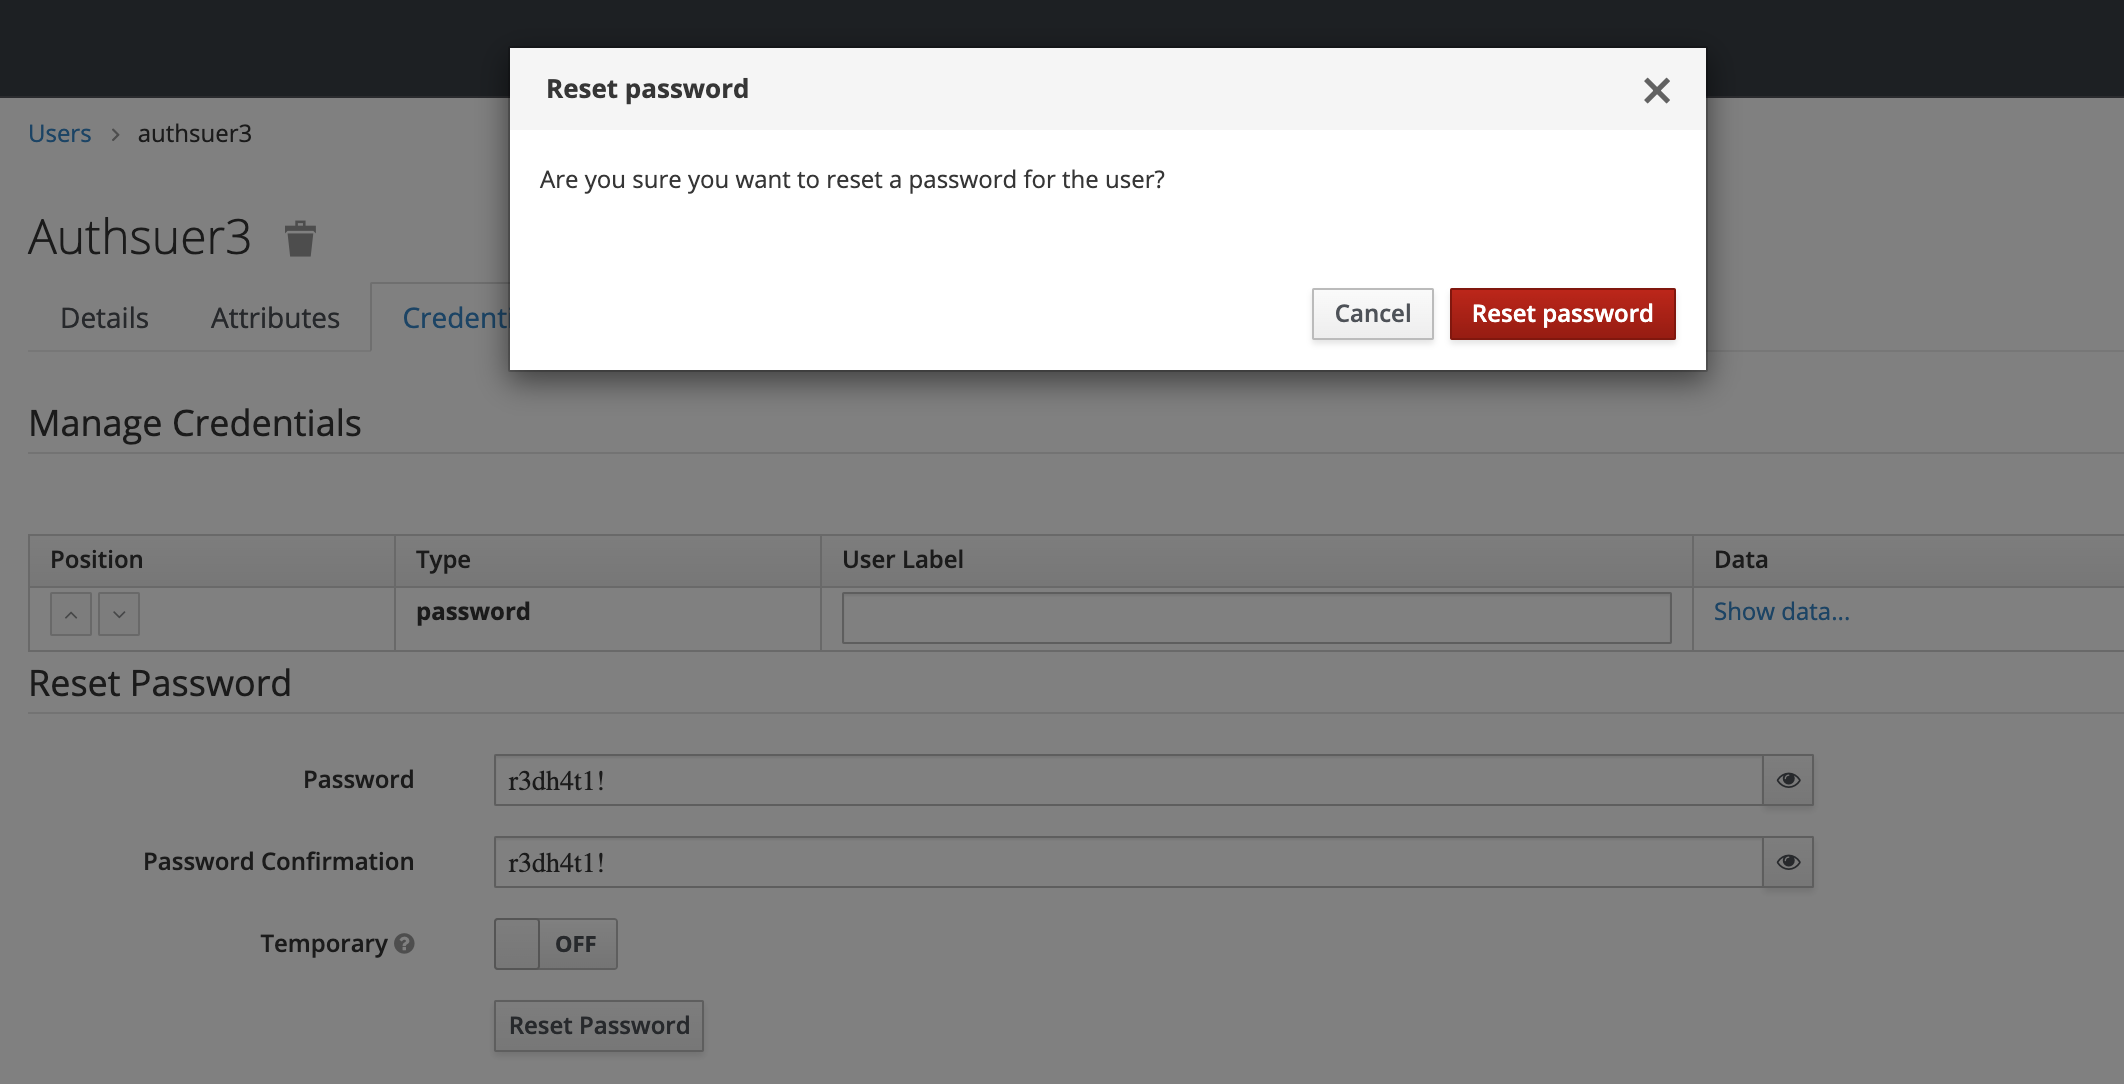 Reset password
Are you sure you want to reset a password for the user?
Cancel
Reset password
Users > authsuer3
Authsuer3
Details
Attributes
Credent
Manage Credentials
Position
Type
User Label
Data
password
Show data...
Reset Password
Password
r3dh4t1!
Password Confirmation
r3dh4t1!
Temporary
OFF
Reset Password